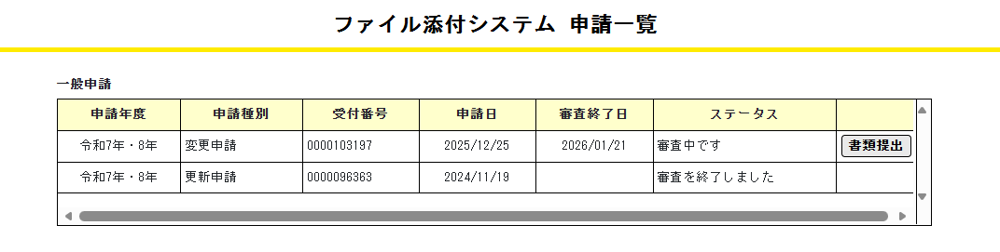 ファイル添付システム 申請一覧
一般申請
申請年度 申請種別 受付番号 申請日 審査終了日 ステータス
令和7年・8年 変更申請 0000103197 2025/12/25 2026/01/21 審査中です 書類提出
令和7年・8年 更新申請 0000096363 2024/11/19 審査を終了しました